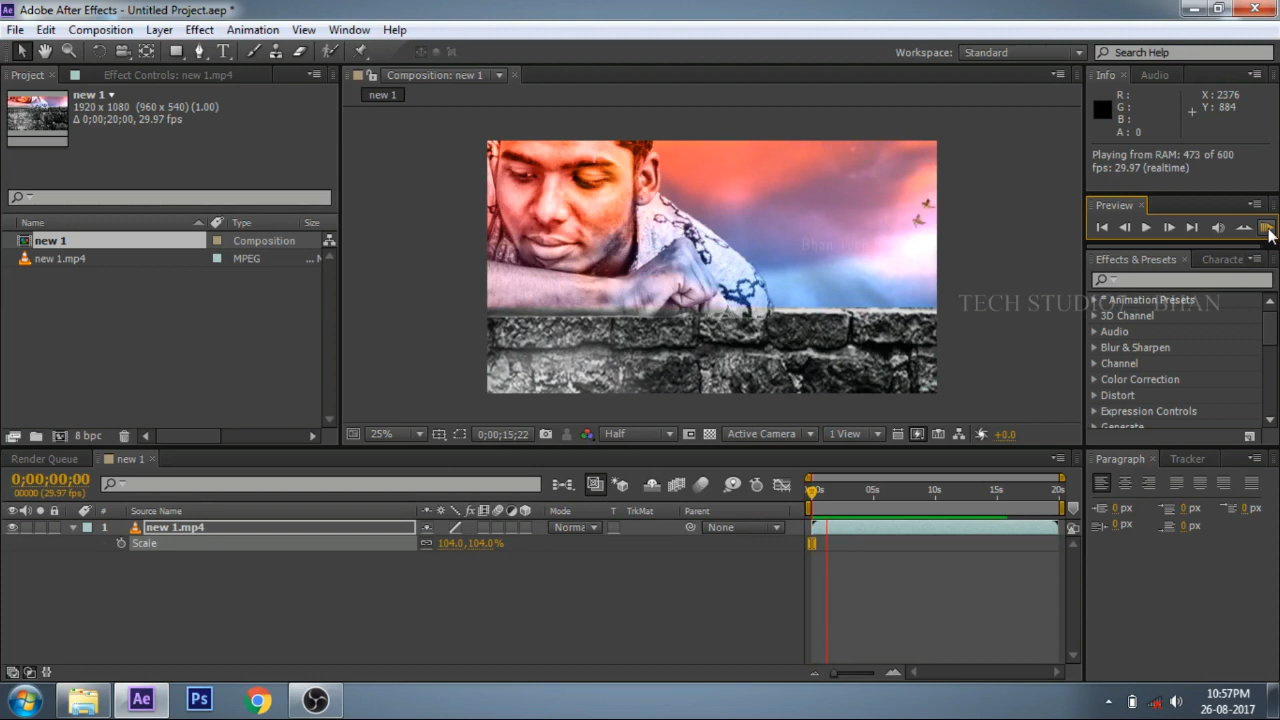 Adobe After Effects - Untitled Project.aep *
File Edit Composition Layer Effect Animation View Window Help
Workspace: Standard Search Help
Project Effect Controls: new 1.mp4
new 1
1920 x 1080 (960 x 540) (1.00)
Δ 0;00;20;00, 29.97 fps
Name Type Size
new 1 Composition
new 1.mp4 MPEG ... M
8 bpc
Composition: new 1
new 1
TECH STUDIO BHAN
25% 0;00;15;22 Half Active Camera 1 View +0.0
Info Audio
R : X : 2376
G : Y : 884
B :
A : 0
Playing from RAM: 473 of 600
fps: 29.97 (realtime)
Preview
Effects & Presets Characte
* Animation Presets
3D Channel
Audio
Blur & Sharpen
Channel
Color Correction
Distort
Expression Controls
Generate
Render Queue new 1
0;00;00;00
00000 (29.97 fps)
# Source Name Mode T TrkMat Parent
1 new 1.mp4 Norma None
Scale 104.0,104.0%
05s 10s 15s 20s
Paragraph Tracker
0 px 0 px 0 px
0 px 0 px
Ae Ps
10:57PM
26-08-2017